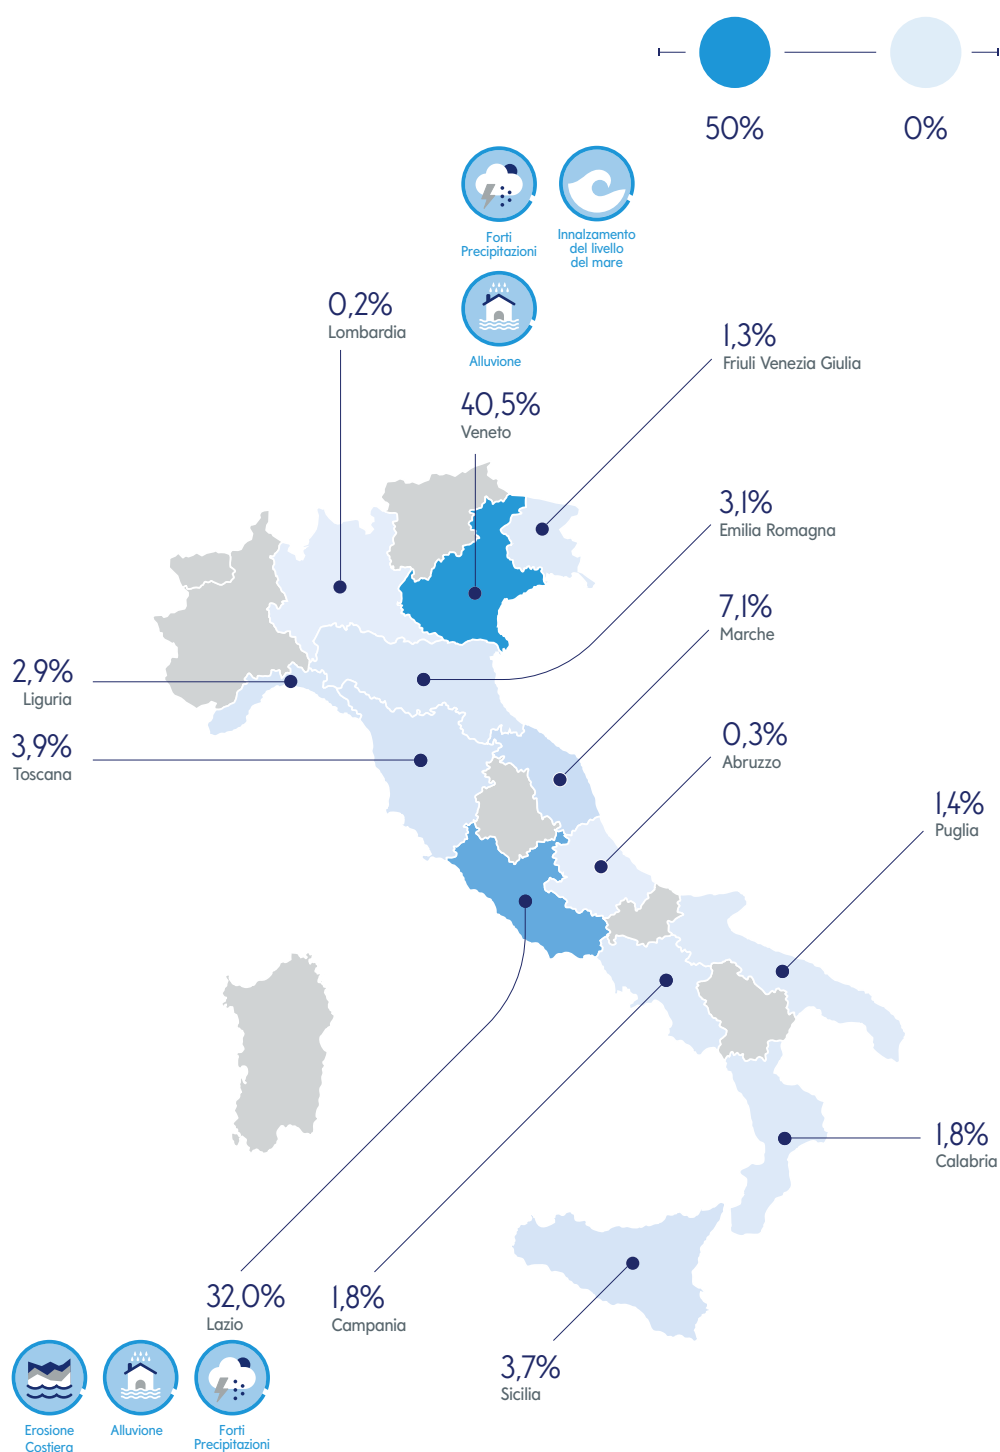 50%
0%
Forti
Precipitazioni
Innalzamento
del livello
del mare
Alluvione
0,2%
Lombardia
1,3%
Friuli Venezia Giulia
40,5%
Veneto
3,1%
Emilia Romagna
7,1%
Marche
2,9%
Liguria
3,9%
Toscana
0,3%
Abruzzo
1,4%
Puglia
1,8%
Calabria
32,0%
Lazio
1,8%
Campania
3,7%
Sicilia
Erosione
Costiera
Alluvione
Forti
Precipitazioni